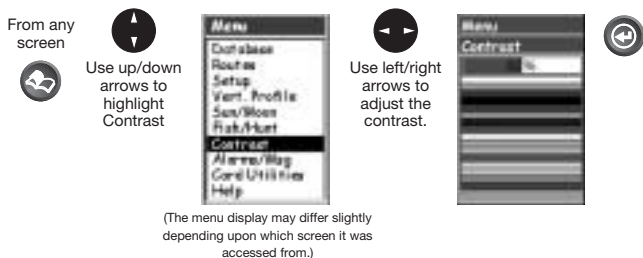 From any
screen
Use up/down
arrows to
highlight
Contrast
Menu
Database
Routes
Setup
Vert. Profile
Sun/Moon
Fish/Hunt
Contrast
Alarms/Msg
Card Utilities
Help
(The menu display may differ slightly
depending upon which screen it was
accessed from.)
Use left/right
arrows to
adjust the
contrast.
Menu
Contrast